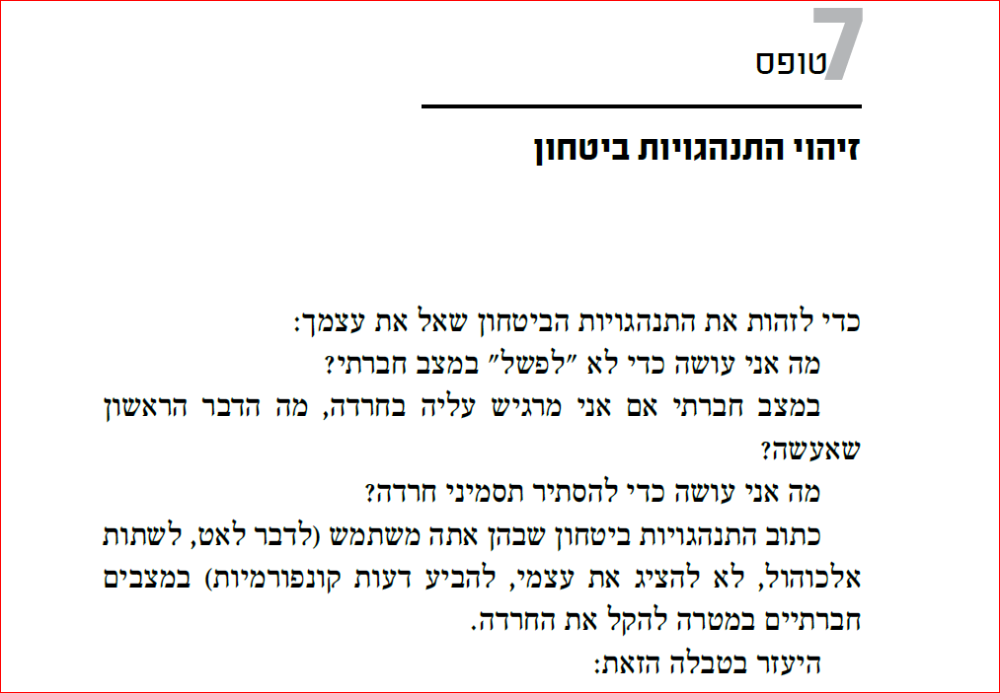 טופס 7
זיהוי התנהגויות ביטחון
כדי לזהות את התנהגויות הביטחון שאל את עצמך:
מה אני עושה כדי לא "לפשל" במצב חברתי?
במצב חברתי אם אני מרגיש עליה בחרדה, מה הדבר הראשון
שאעשה?
מה אני עושה כדי להסתיר תסמיני חרדה?
כתוב התנהגויות ביטחון שבהן אתה משתמש (לדבר לאט, לשתות
אלכוהול, לא להציג את עצמי, להביע דעות קונפורמיות) במצבים
חברתיים במטרה להקל את החרדה.
היעזר בטבלה הזאת: